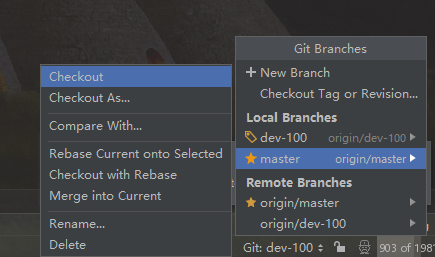 Git Branches
New Branch
Checkout Tag or Revision...
Local Branches
dev-100 origin/dev-100
master origin/master
Remote Branches
origin/master
origin/dev-100
Checkout
Checkout As...
Compare With...
Rebase Current onto Selected
Checkout with Rebase
Merge into Current
Rename...
Delete
Git: dev-100
903 of 1981